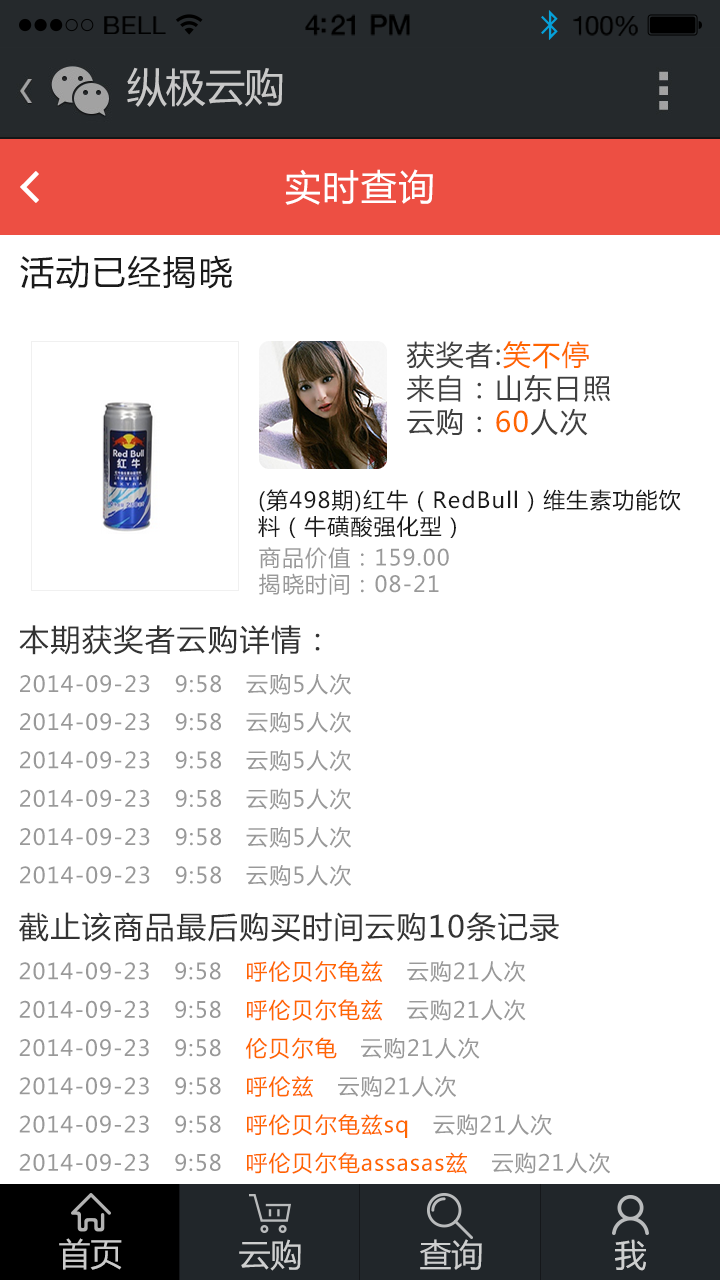 BELL
4:21 PM
100%
纵极云购
实时查询
活动已经揭晓
Red Bull
红牛
获奖者:笑不停
来自：山东日照
云购：60人次
(第498期)红牛（RedBull）维生素功能饮
料（牛磺酸强化型）
商品价值：159.00
揭晓时间：08-21
本期获奖者云购详情：
2014-09-23 9:58 云购5人次
2014-09-23 9:58 云购5人次
2014-09-23 9:58 云购5人次
2014-09-23 9:58 云购5人次
2014-09-23 9:58 云购5人次
2014-09-23 9:58 云购5人次
截止该商品最后购买时间云购10条记录
2014-09-23 9:58 呼伦贝尔龟兹 云购21人次
2014-09-23 9:58 呼伦贝尔龟兹 云购21人次
2014-09-23 9:58 伦贝尔龟 云购21人次
2014-09-23 9:58 呼伦兹 云购21人次
2014-09-23 9:58 呼伦贝尔龟兹sq 云购21人次
2014-09-23 9:58 呼伦贝尔龟assasas兹 云购21人次
首页
云购
查询
我